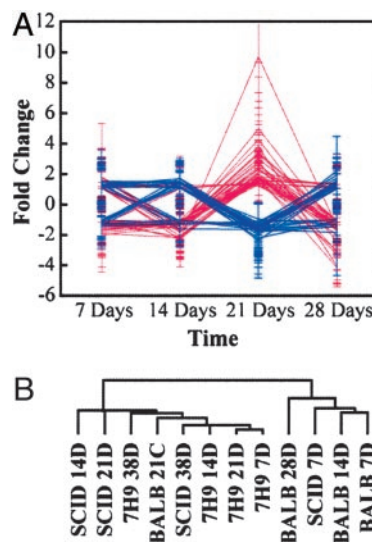 A
12
10
8
6
4
2
0
-2
-4
-6
Fold Change
7 Days 14 Days 21 Days 28 Days
Time
B
SCID 14D
SCID 21D
7H9 38D
BALB 21C
SCID 38D
7H9 14D
7H9 21D
7H9 7D
BALB 28D
SCID 7D
BALB 14D
BALB 7D